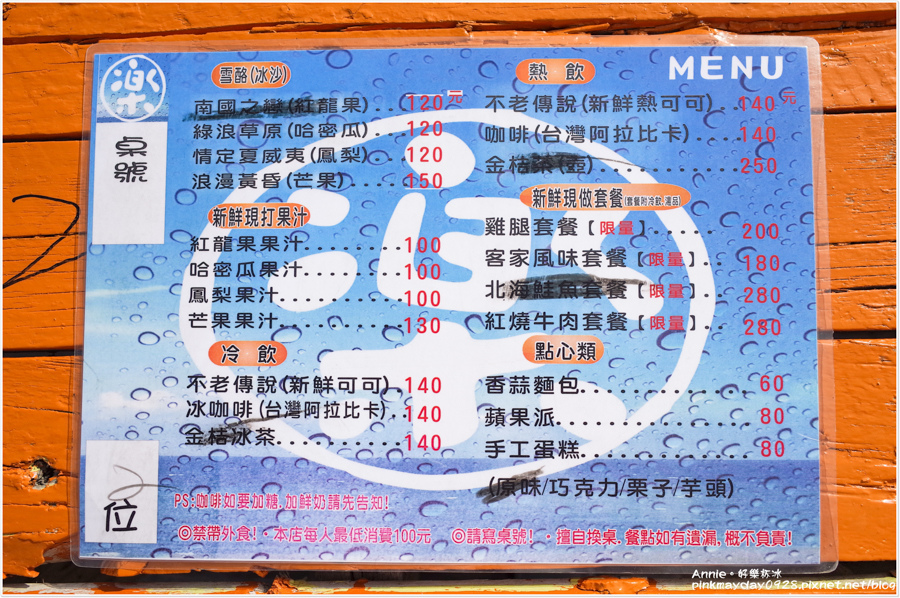 樂
MENU
桌號
2
雪酪(冰沙)
南國之戀(紅龍果)...120元
綠浪草原(哈密瓜)...120
情定夏威夷(鳳梨)...120
浪漫黃昏(芒果).....150
新鮮現打果汁
紅龍果果汁........100
哈密瓜果汁........100
鳳梨果汁..........100
芒果果汁..........130
冷飲
不老傳說(新鮮可可).140
冰咖啡(台灣阿拉比卡)..140
金桔冰茶..........140
熱飲
不老傳說(新鮮熱可可)..140元
咖啡(台灣阿拉比卡)....140
金桔茶(壺)............250
新鮮現做套餐(套餐附冷飲.湯品)
雞腿套餐【限量】......200
客家風味套餐【限量】..180
北海鮭魚套餐【限量】..280
紅燒牛肉套餐【限量】..280
點心類
香蒜麵包..............60
蘋果派................80
手工蛋糕..............80
(原味/巧克力/栗子/芋頭)
2
位
PS:咖啡如要加糖.加鮮奶請先告知!
◎禁帶外食!・本店每人最低消費100元 ◎請寫桌號!・擅自換桌.餐點如有遺漏,概不負責!
Annie。好樂杯冰
pinkmayday0923.pixnet.net/blog